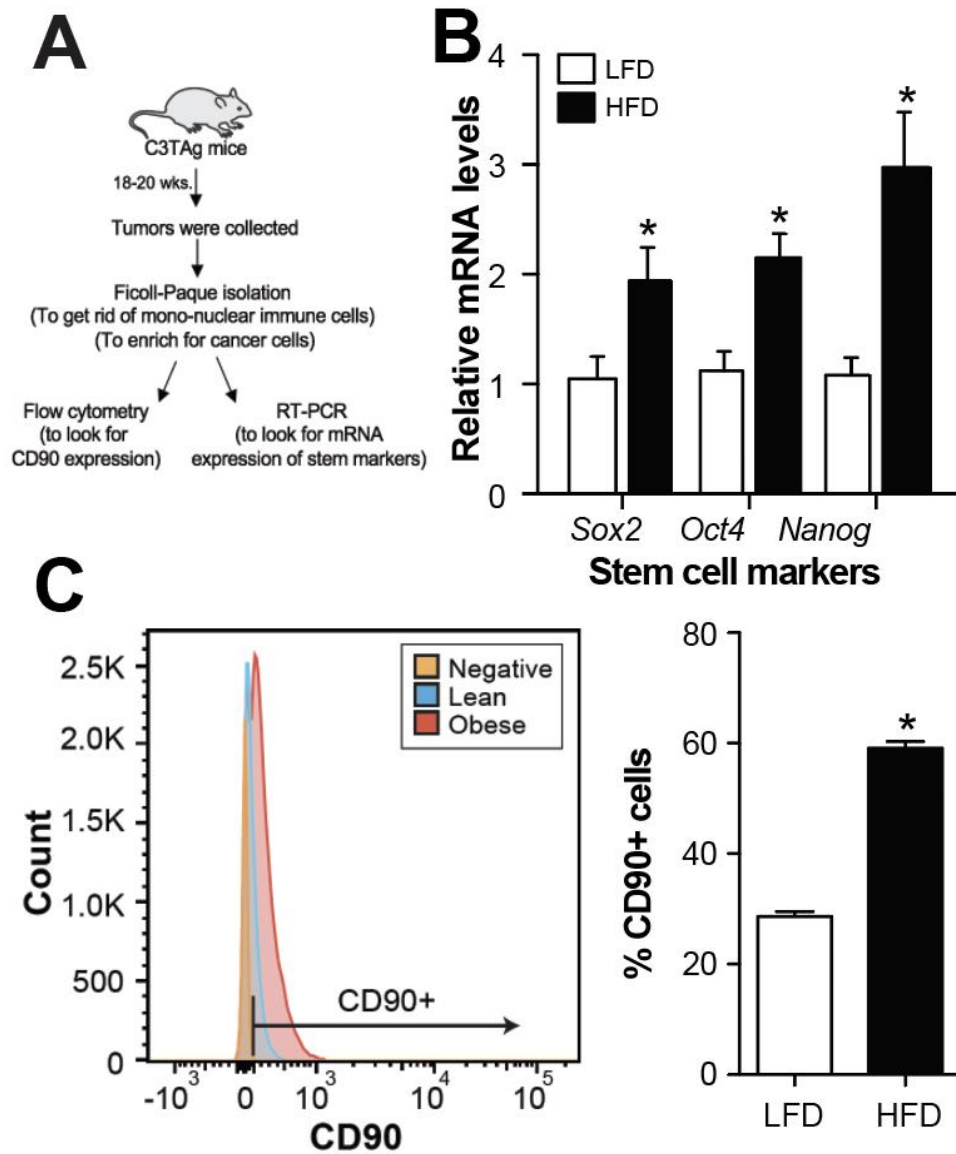 A
C3TAg mice
18-20 wks.
Tumors were collected
Ficoll-Paque isolation
(To get rid of mono-nuclear immune cells)
(To enrich for cancer cells)
Flow cytometry
(to look for
CD90 expression)
RT-PCR
(to look for mRNA
expression of stem markers)
B
Relative mRNA levels
4
3
2
1
0
LFD
HFD
*
*
*
Sox2
Oct4
Nanog
Stem cell markers
C
Count
2.5K
2.0K
1.5K
1.0K
500
0
Negative
Lean
Obese
CD90+
-10³
0
10³
10⁴
10⁵
CD90
% CD90+ cells
80
60
40
20
0
*
LFD
HFD